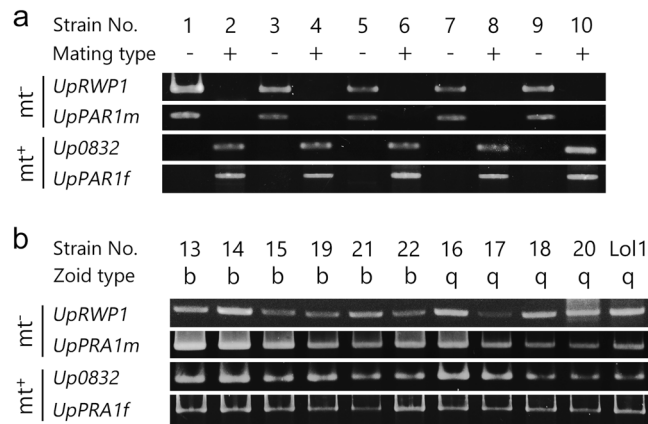 a
Strain No. 1 2 3 4 5 6 7 8 9 10
Mating type - + - + - + - + - +
mt-
UpRWP1
UpPAR1m
mt+
Up0832
UpPAR1f
b
Strain No. 13 14 15 19 21 22 16 17 18 20 Lol1
Zoid type b b b b b b q q q q q
mt-
UpRWP1
UpPRA1m
mt+
Up0832
UpPRA1f